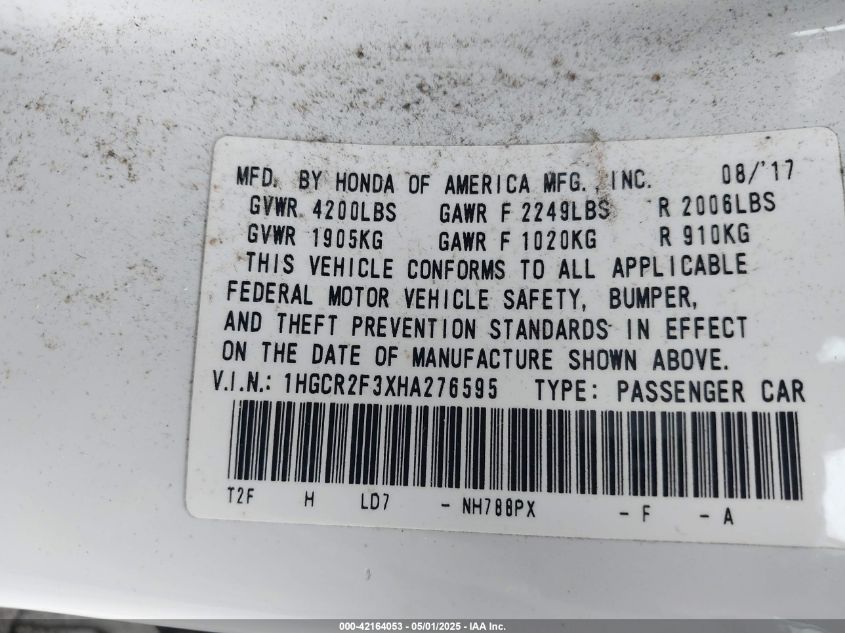 MFD. BY HONDA OF AMERICA MFG., INC. 08/'17
GVWR 4200LBS GAWR F 2249LBS R 2006LBS
GVWR 1905KG GAWR F 1020KG R 910KG
THIS VEHICLE CONFORMS TO ALL APPLICABLE
FEDERAL MOTOR VEHICLE SAFETY, BUMPER,
AND THEFT PREVENTION STANDARDS IN EFFECT
ON THE DATE OF MANUFACTURE SHOWN ABOVE.
V.I.N.: 1HGCR2F3XHA276595 TYPE: PASSENGER CAR
T2F H LD7 - NH788PX - F - A
000-42164053 - 05/01/2025 - IAA Inc.